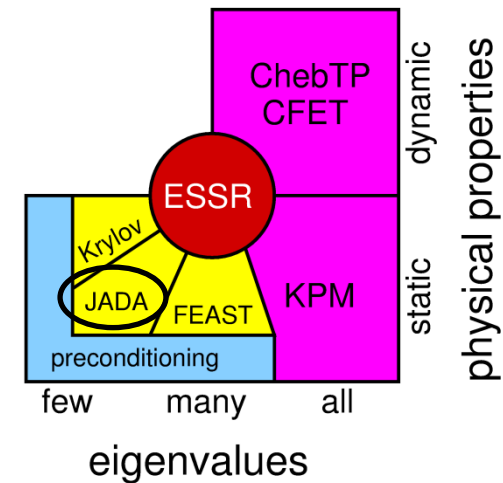 ChebTP
CFET
dynamic
physical properties
ESSR
Krylov
JADA
FEAST
KPM
static
preconditioning
few
many
all
eigenvalues